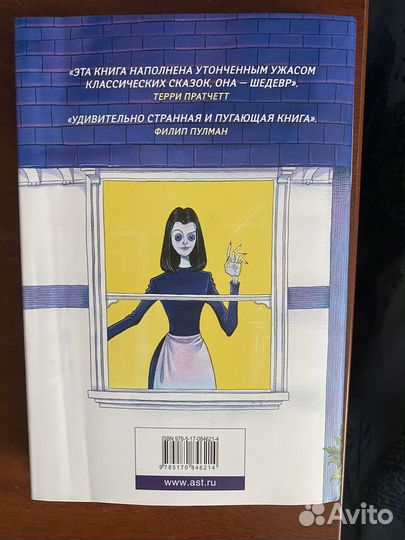 «ЭТА КНИГА НАПОЛНЕНА УТОНЧЕННЫМ УЖАСОМ
КЛАССИЧЕСКИХ СКАЗОК, ОНА — ШЕДЕВР».
ТЕРРИ ПРАТЧЕТТ
«УДИВИТЕЛЬНО СТРАННАЯ И ПУГАЮЩАЯ КНИГА».
ФИЛИП ПУЛМАН
ISBN 978-5-17-084621-4
9785170846214
www.ast.ru
Avito